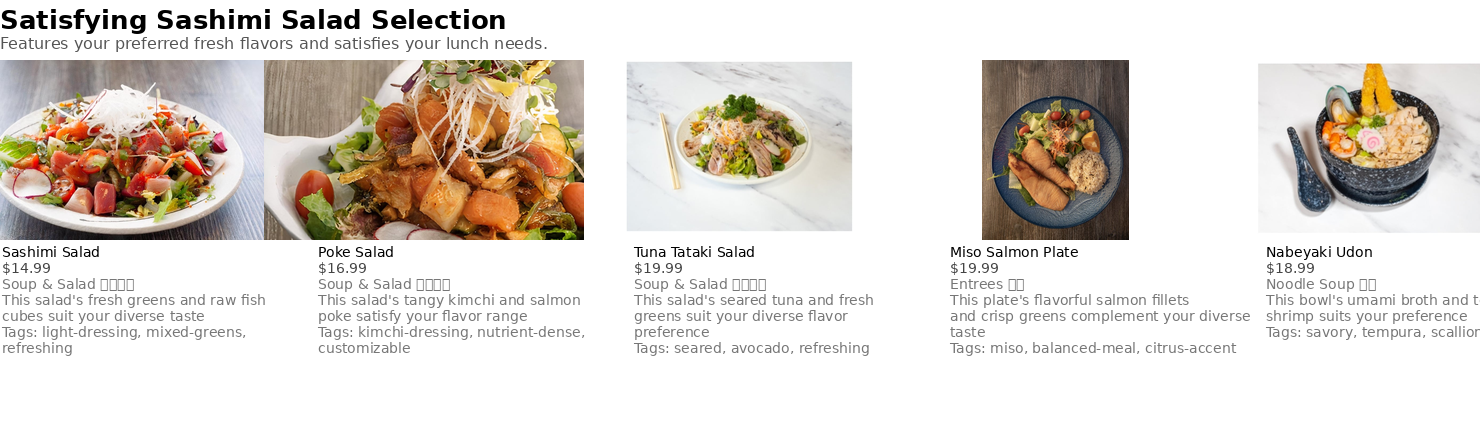 Satisfying Sashimi Salad Selection
Features your preferred fresh flavors and satisfies your lunch needs.
Sashimi Salad
$14.99
Soup & Salad
This salad's fresh greens and raw fish
cubes suit your diverse taste
Tags: light-dressing, mixed-greens,
refreshing
Poke Salad
$16.99
Soup & Salad
This salad's tangy kimchi and salmon
poke satisfy your flavor range
Tags: kimchi-dressing, nutrient-dense,
customizable
Tuna Tataki Salad
$19.99
Soup & Salad
This salad's seared tuna and fresh
greens suit your diverse flavor
preference
Tags: seared, avocado, refreshing
Miso Salmon Plate
$19.99
Entrees
This plate's flavorful salmon fillets
and crisp greens complement your diverse
taste
Tags: miso, balanced-meal, citrus-accent
Nabeyaki Udon
$18.99
Noodle Soup
This bowl's umami broth and
shrimp suits your preference
Tags: savory, tempura,